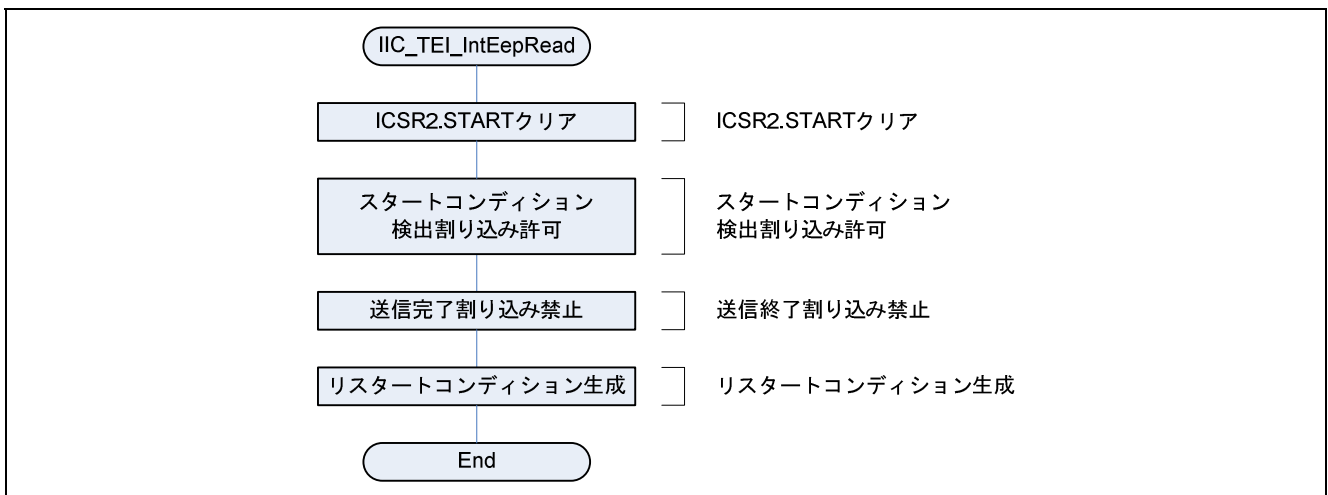 IIC_TEI_IntEepRead
ICSR2.STARTクリア
ICSR2.STARTクリア
スタートコンディション
検出割り込み許可
スタートコンディション
検出割り込み許可
送信完了割り込み禁止
送信終了割り込み禁止
リスタートコンディション生成
リスタートコンディション生成
End